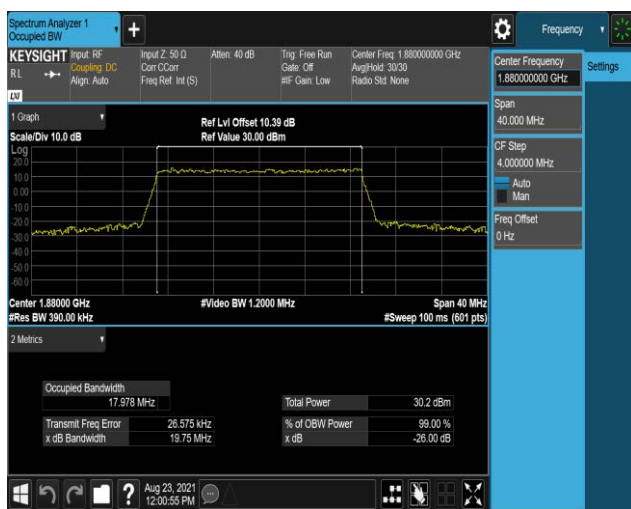 Spectrum Analyzer 1
Occupied BW
+
Frequency
KEYSIGHT
RL
LXI
Input: RF
Coupling: DC
Align: Auto
Input Z: 50 Ω
Corr CCorr
Freq Ref: Int (S)
Atten: 40 dB
Trig: Free Run
Gate: Off
#IF Gain: Low
Center Freq: 1.880000000 GHz
Avg|Hold: 30/30
Radio Std: None
Center Frequency
1.880000000 GHz
Settings
Span
40.000 MHz
CF Step
4.000000 MHz
Auto
Man
Freq Offset
0 Hz
1 Graph
Scale/Div 10.0 dB
Ref Lvl Offset 10.39 dB
Ref Value 30.00 dBm
Log
20.0
10.0
0.00
-10.0
-20.0
-30.0
-40.0
-50.0
-60.0
Center 1.88000 GHz
#Video BW 1.2000 MHz
Span 40 MHz
#Res BW 390.00 kHz
#Sweep 100 ms (601 pts)
2 Metrics
Occupied Bandwidth
17.978 MHz
Total Power 30.2 dBm
Transmit Freq Error 26.575 kHz
% of OBW Power 99.00 %
x dB Bandwidth 19.75 MHz
x dB -26.00 dB
?
Aug 23, 2021
12:00:55 PM